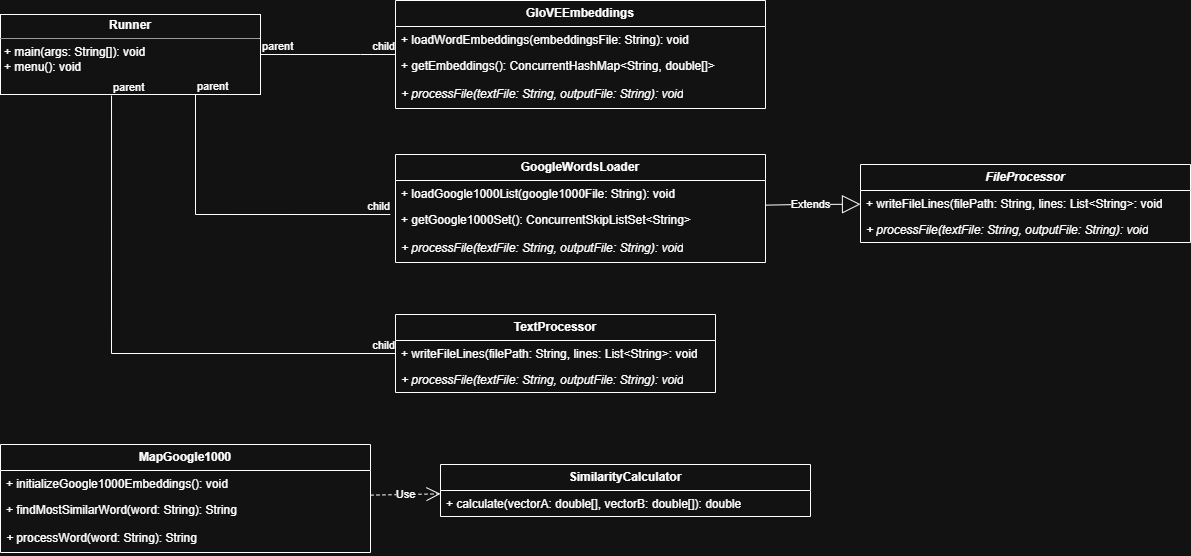 Runner
+ main(args: String[]): void
+ menu(): void
parent
parent
parent
child
GloVEEmbeddings
+ loadWordEmbeddings(embeddingsFile: String): void
+ getEmbeddings(): ConcurrentHashMap<String, double[]>
+ processFile(textFile: String, outputFile: String): void
child
GoogleWordsLoader
+ loadGoogle1000List(google1000File: String): void
+ getGoogle1000Set(): ConcurrentSkipListSet<String>
+ processFile(textFile: String, outputFile: String): void
Extends
FileProcessor
+ writeFileLines(filePath: String, lines: List<String>: void
+ processFile(textFile: String, outputFile: String): void
child
TextProcessor
+ writeFileLines(filePath: String, lines: List<String>: void
+ processFile(textFile: String, outputFile: String): void
MapGoogle1000
+ initializeGoogle1000Embeddings(): void
+ findMostSimilarWord(word: String): String
+ processWord(word: String): String
Use
SimilarityCalculator
+ calculate(vectorA: double[], vectorB: double[]): double